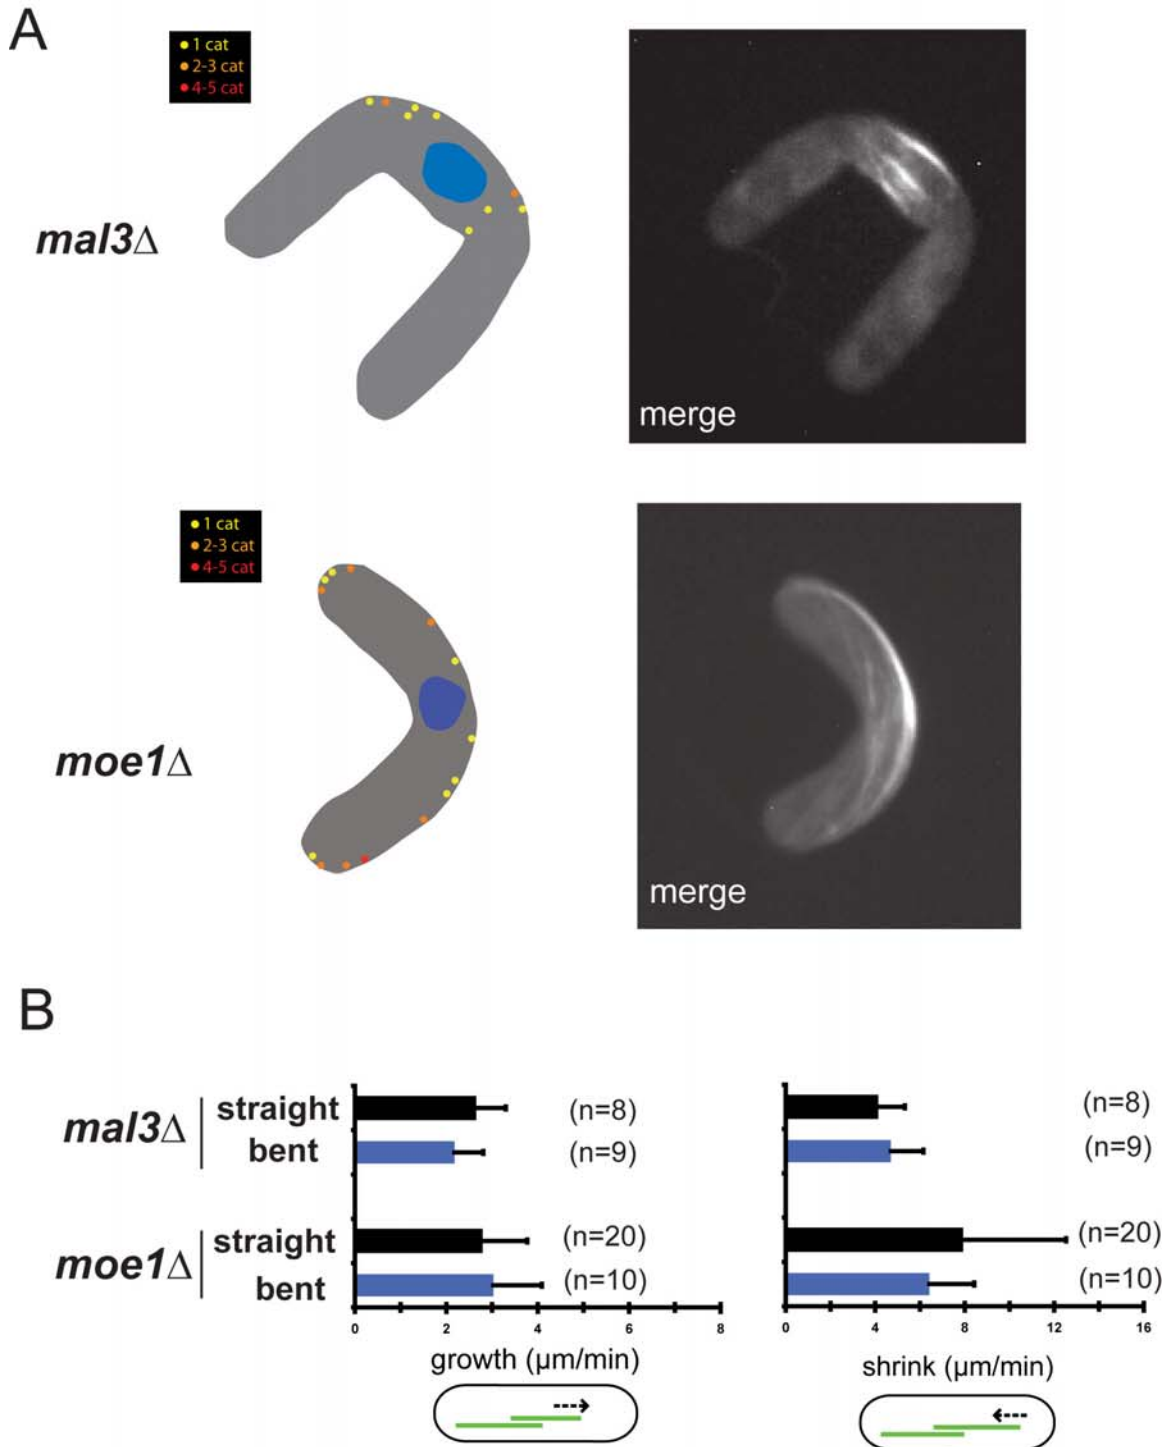 A
1 cat
2-3 cat
4-5 cat
mal3Δ
merge
1 cat
2-3 cat
4-5 cat
moe1Δ
merge
B
mal3Δ
straight
bent
(n=8)
(n=9)
(n=8)
(n=9)
moe1Δ
straight
bent
(n=20)
(n=10)
(n=20)
(n=10)
0 2 4 6 8
0 4 8 12 16
growth (µm/min)
shrink (µm/min)